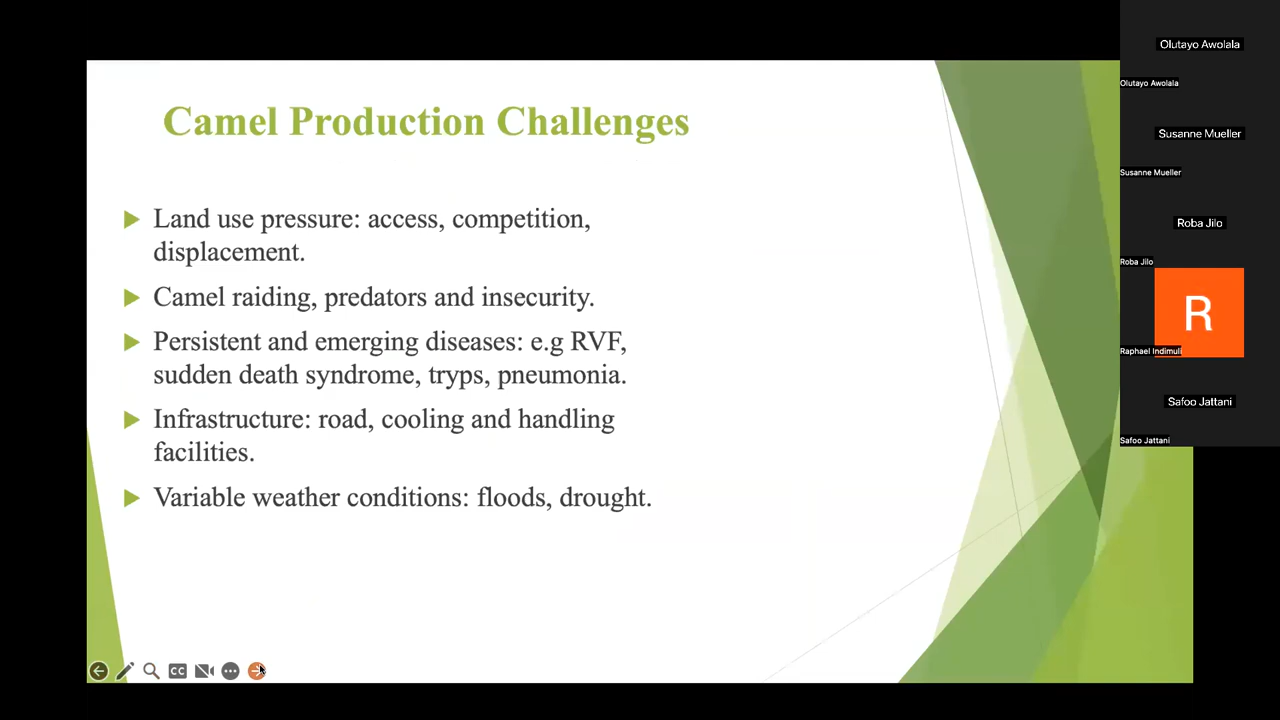 Camel Production Challenges
Land use pressure: access, competition,
displacement.
Camel raiding, predators and insecurity.
Persistent and emerging diseases: e.g RVF,
sudden death syndrome, tryps, pneumonia.
Infrastructure: road, cooling and handling
facilities.
Variable weather conditions: floods, drought.
CC
Olutayo Awolala
Olutayo Awolala
Susanne Mueller
Susanne Mueller
Roba Jilo
Roba Jilo
R
Raphael Indimuli
Safoo Jattani
Safoo Jattani